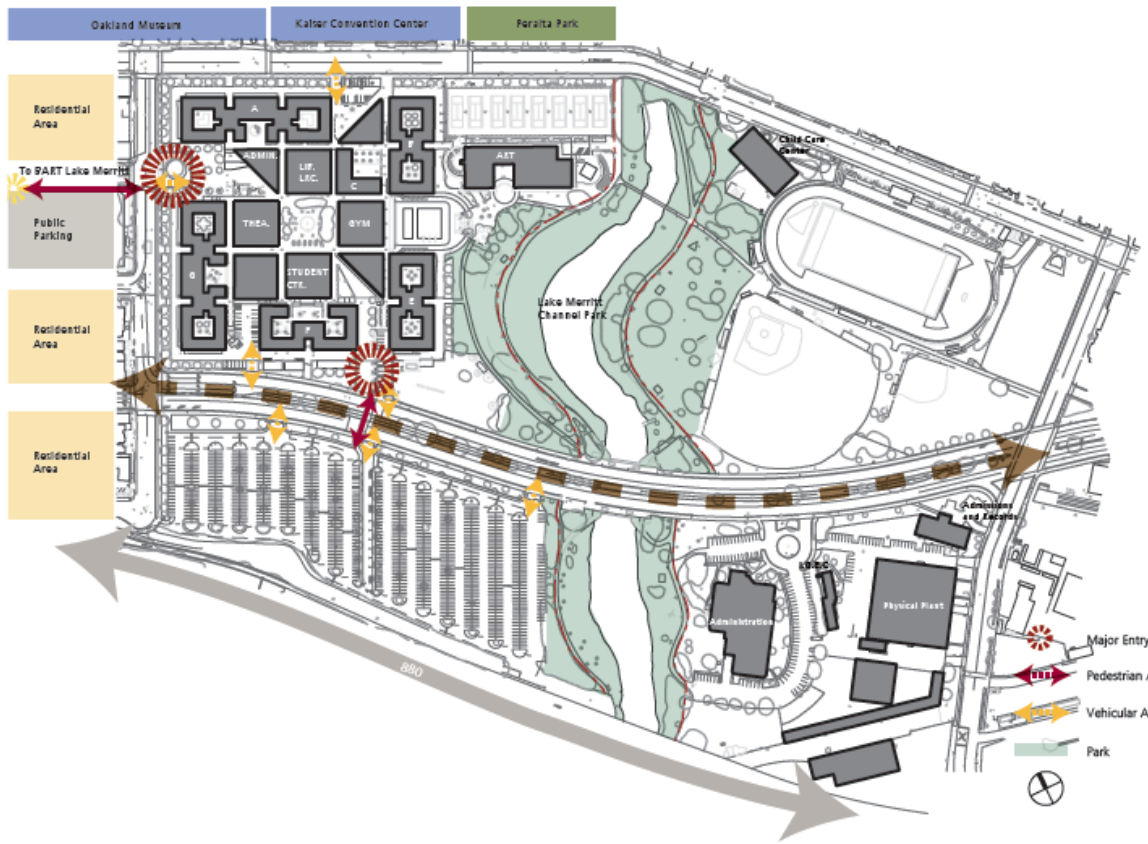 Oakland Museum
Kaiser Convention Center
Peralta Park
Residential
Area
A
F
Child Care
Center
ADMIN.
LIB.
LRC.
ART
C
To BART Lake Merritt
Public
Parking
THEA.
GYM
G
STUDENT
CTR.
E
Lake Merritt
Channel Park
Residential
Area
Residential
Area
Admissions
and Records
Physical Plant
Administration
880
Major Entry
Pedestrian A
Vehicular A
Park